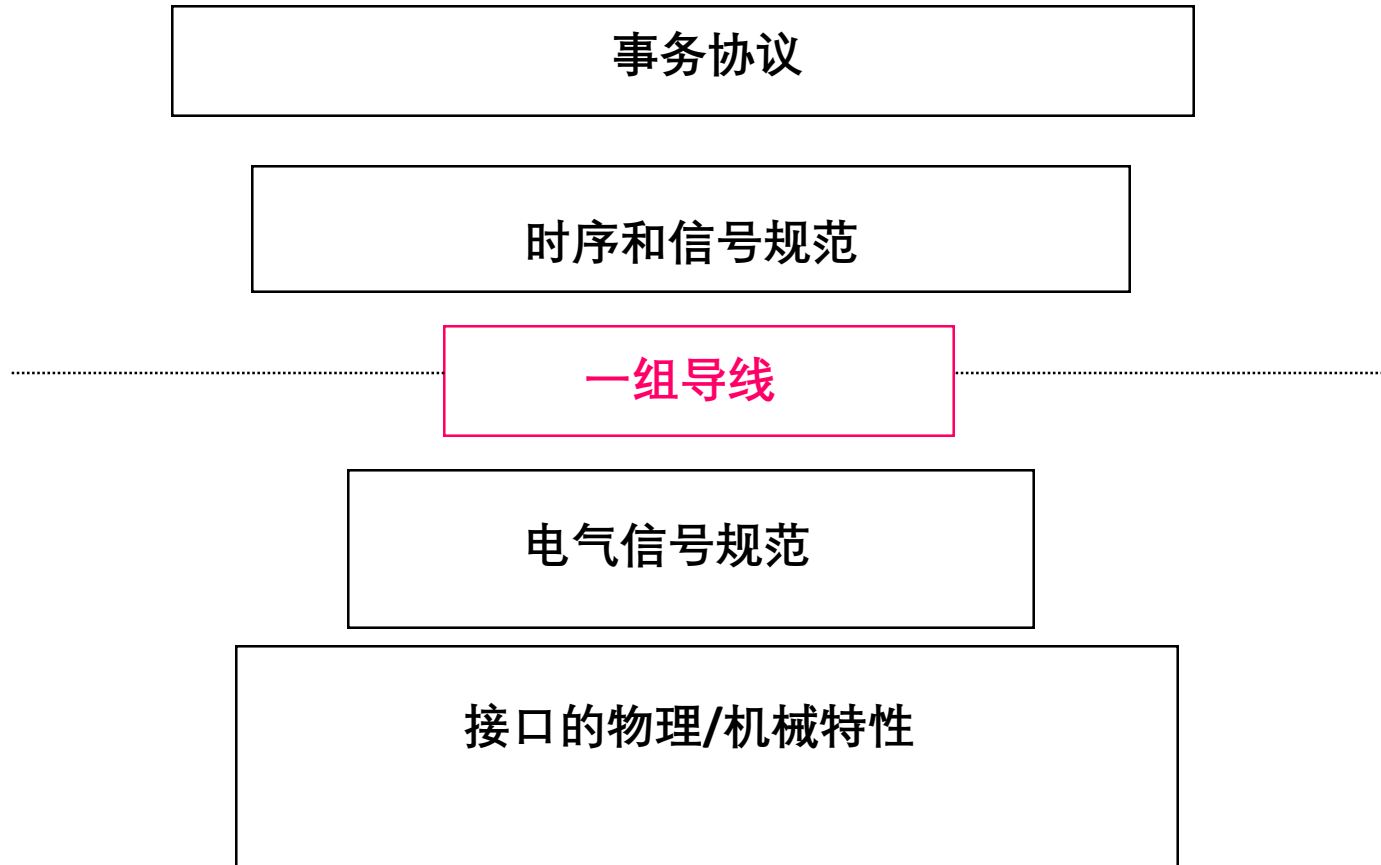 事务协议
时序和信号规范
一组导线
电气信号规范
接口的物理/机械特性